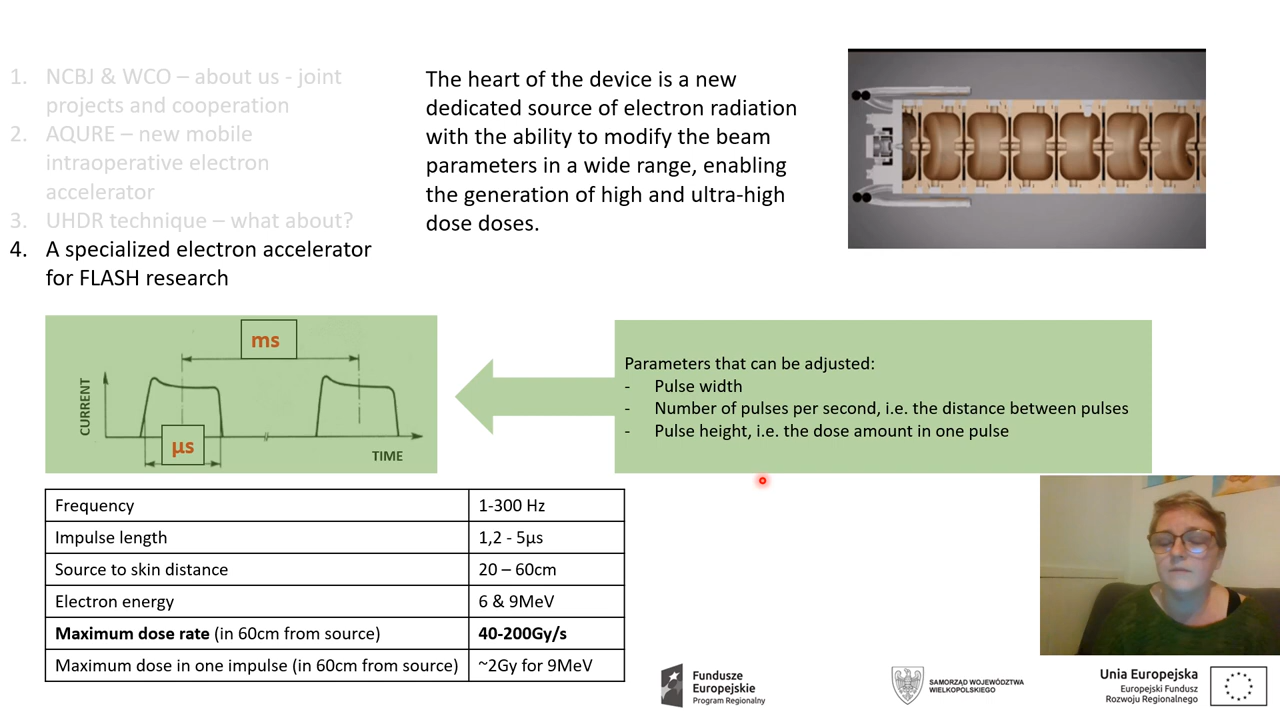 1. NCBJ & WCO – about us - joint
projects and cooperation
2. AQURE – new mobile
intraoperative electron
accelerator
3. UHDR technique – what about?
4. A specialized electron accelerator
for FLASH research
The heart of the device is a new
dedicated source of electron radiation
with the ability to modify the beam
parameters in a wide range, enabling
the generation of high and ultra-high
dose doses.
ms
CURRENT
μs
TIME
Parameters that can be adjusted:
- Pulse width
- Number of pulses per second, i.e. the distance between pulses
- Pulse height, i.e. the dose amount in one pulse
Frequency 1-300 Hz
Impulse length 1,2 - 5μs
Source to skin distance 20 – 60cm
Electron energy 6 & 9MeV
Maximum dose rate (in 60cm from source) 40-200Gy/s
Maximum dose in one impulse (in 60cm from source) ~2Gy for 9MeV
Fundusze
Europejskie
Program Regionalny
SAMORZĄD WOJEWÓDZTWA
WIELKOPOLSKIEGO
Unia Europejska
Europejski Fundusz
Rozwoju Regionalnego